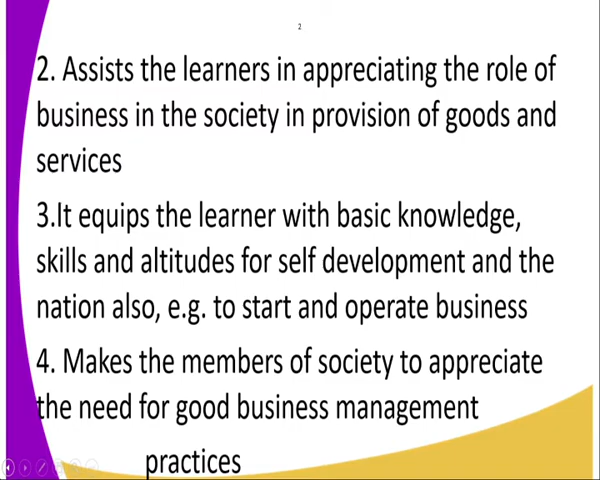 2
2. Assists the learners in appreciating the role of
business in the society in provision of goods and
services
3.It equips the learner with basic knowledge,
skills and altitudes for self development and the
nation also, e.g. to start and operate business
4. Makes the members of society to appreciate
the need for good business management
practices